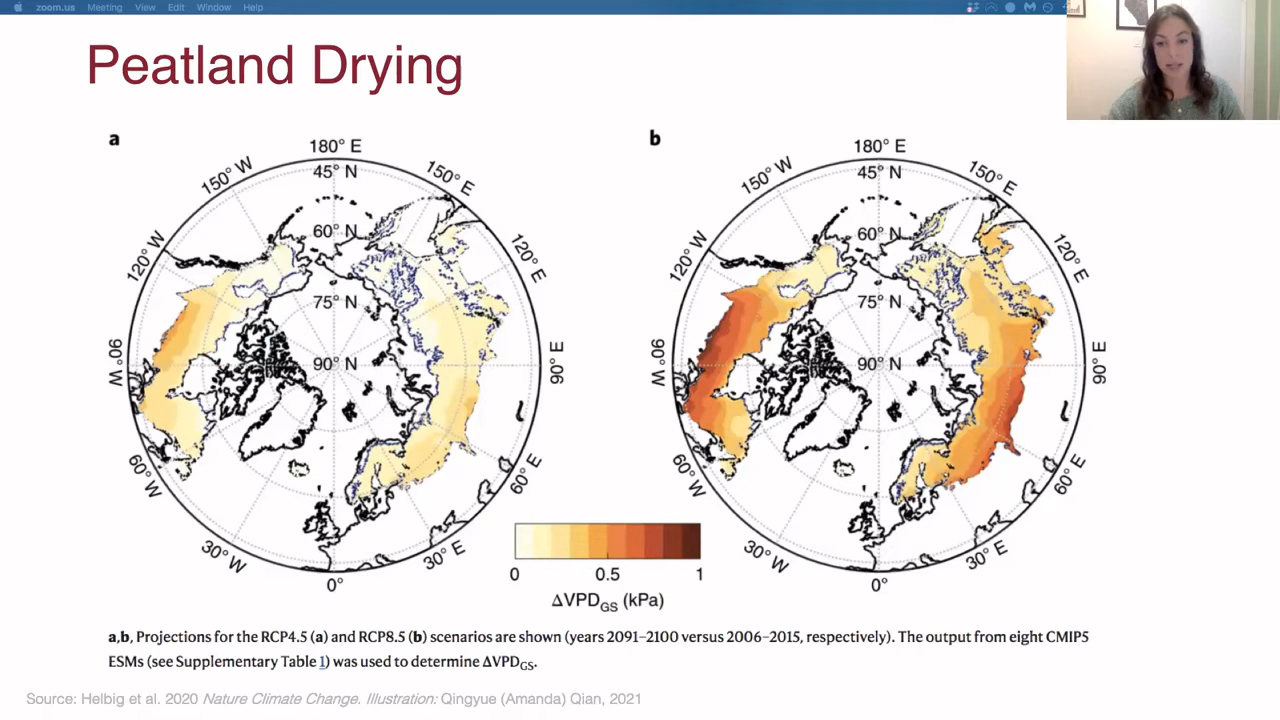 zoom.us Meeting View Edit Window Help
Peatland Drying
a
180° E
45° N
150° W
150° E
60° N
120° W
120° E
75° N
90° W
90° N
90° E
60° W
60° E
30° W
30° E
0°
b
180° E
45° N
150° W
150° E
60° N
120° W
120° E
75° N
90° W
90° N
90° E
60° W
60° E
30° W
30° E
0°
0 0.5 1
ΔVPDGS (kPa)
a,b, Projections for the RCP4.5 (a) and RCP8.5 (b) scenarios are shown (years 2091–2100 versus 2006–2015, respectively). The output from eight CMIP5
ESMs (see Supplementary Table 1) was used to determine ΔVPDGS.
Source: Helbig et al. 2020 Nature Climate Change. Illustration: Qingyue (Amanda) Qian, 2021